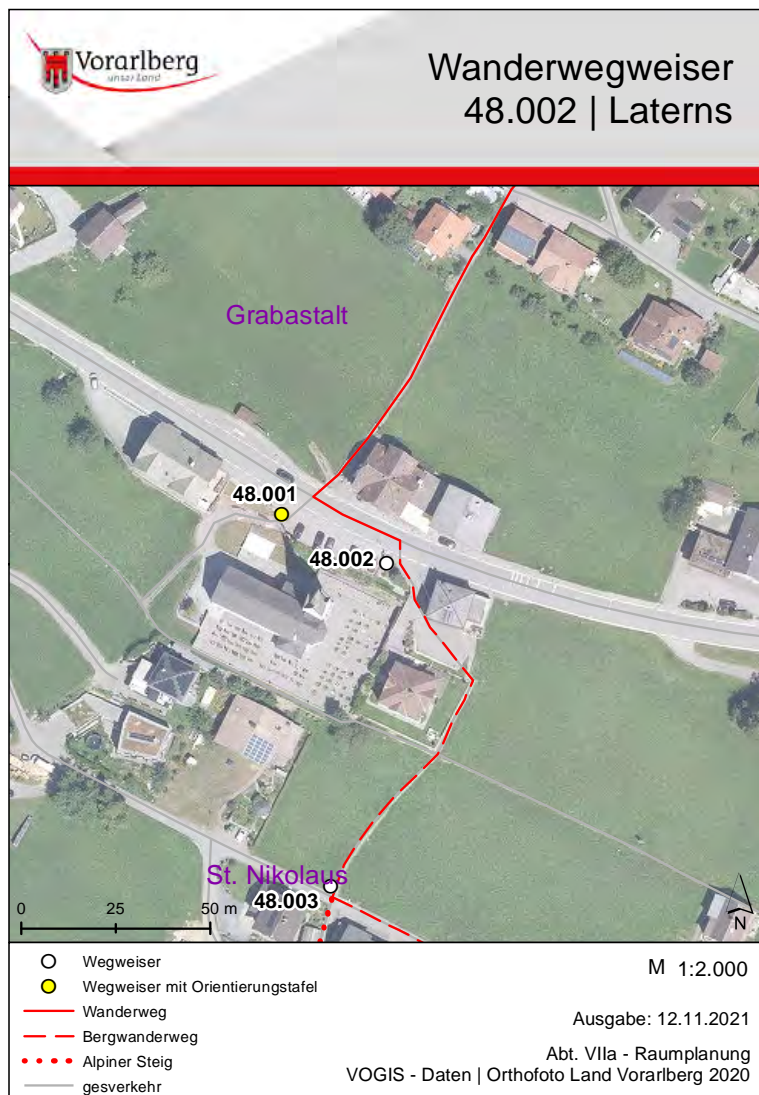 Vorarlberg
unser Land
Wanderwegweiser
48.002 | Laterns
Grabastalt
48.001
48.002
St. Nikolaus
48.003
0 25 50 m
N
Wegweiser
Wegweiser mit Orientierungstafel
Wanderweg
Bergwanderweg
Alpiner Steig
gesverkehr
M 1:2.000
Ausgabe: 12.11.2021
Abt. VIIa - Raumplanung
VOGIS - Daten | Orthofoto Land Vorarlberg 2020